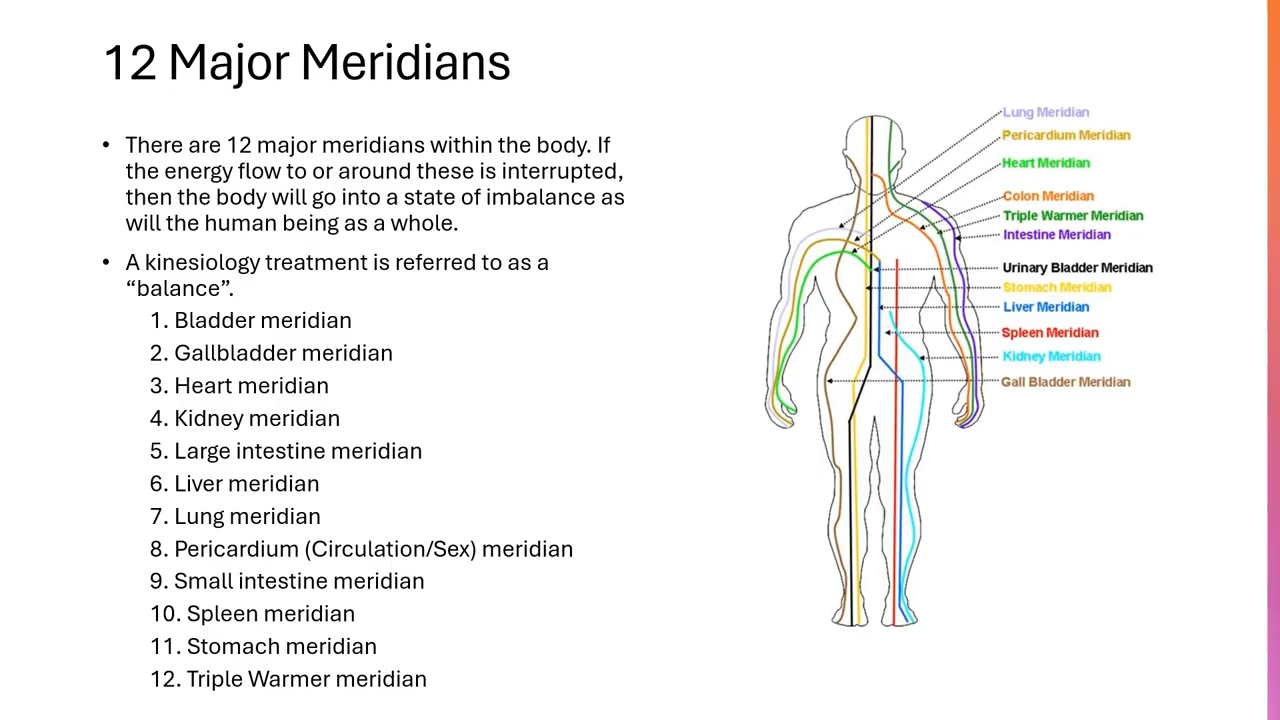 12 Major Meridians
• There are 12 major meridians within the body. If
the energy flow to or around these is interrupted,
then the body will go into a state of imbalance as
will the human being as a whole.
• A kinesiology treatment is referred to as a
“balance”.
1. Bladder meridian
2. Gallbladder meridian
3. Heart meridian
4. Kidney meridian
5. Large intestine meridian
6. Liver meridian
7. Lung meridian
8. Pericardium (Circulation/Sex) meridian
9. Small intestine meridian
10. Spleen meridian
11. Stomach meridian
12. Triple Warmer meridian
Lung Meridian
Pericardium Meridian
Heart Meridian
Colon Meridian
Triple Warmer Meridian
Intestine Meridian
Urinary Bladder Meridian
Stomach Meridian
Liver Meridian
Spleen Meridian
Kidney Meridian
Gall Bladder Meridian